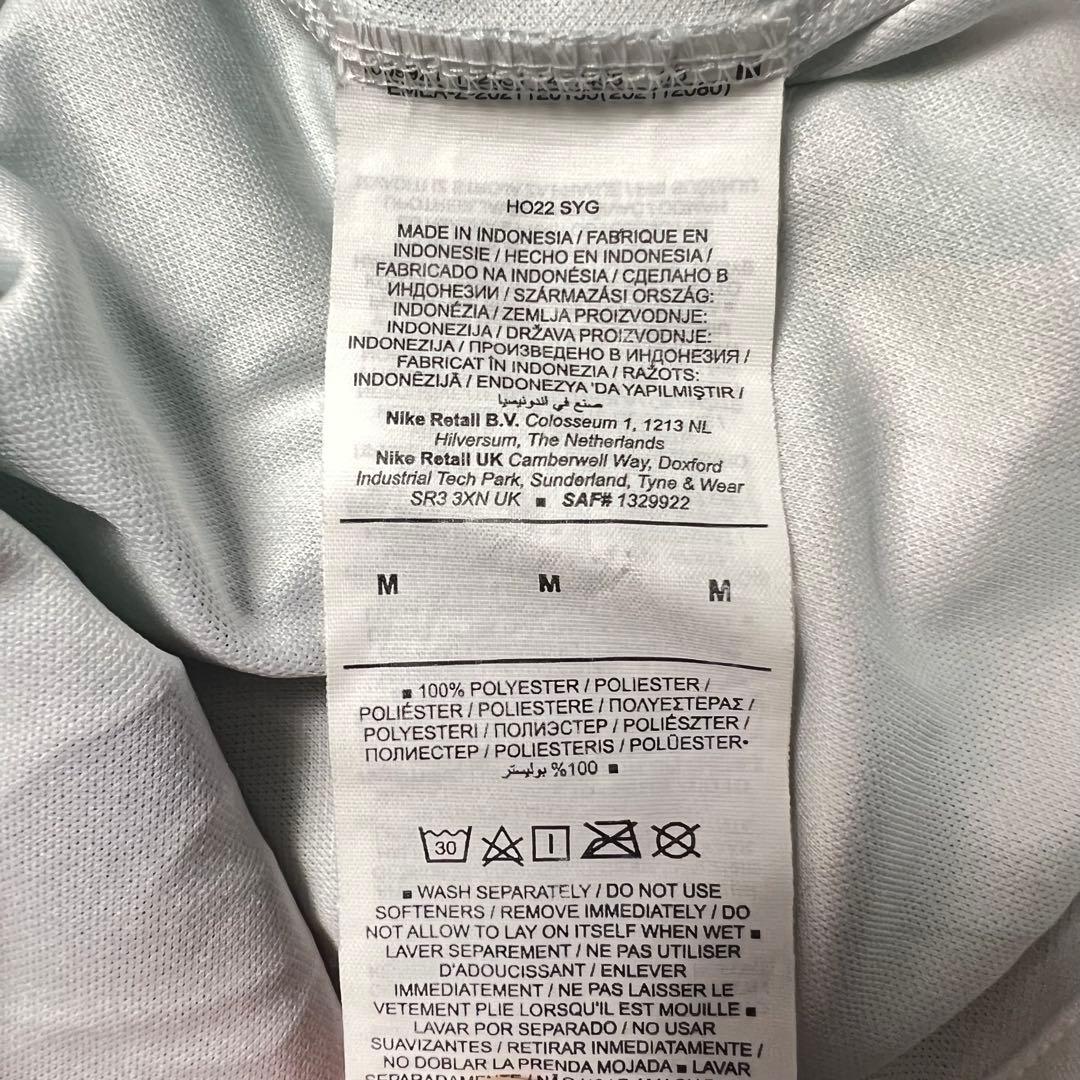 IN
HO22 SYG
MADE IN INDONESIA / FABRIQUE EN
INDONESIE / HECHO EN INDONESIA /
FABRICADO NA INDONÉSIA / СДЕЛАНО В
ИНДОНЕЗИИ / SZÁRMAZÁSI ORSZÁG:
INDONÉZIA / ZEMLJA PROIZVODNJE:
INDONEZIJA / DRŽAVA PROIZVODNJE:
INDONEZIJA / ПРОИЗВЕДЕНО В ИНДОНЕЗИЯ /
FABRICAT ÎN INDONEZIA / RAŽOTS:
INDONĒZIJĀ / ENDONEZYA'DA YAPILMIŞTIR /
صنع في اندونيسيا
Nike Retail B.V. Colosseum 1, 1213 NL
Hilversum, The Netherlands
Nike Retail UK Camberwell Way, Doxford
Industrial Tech Park, Sunderland, Tyne & Wear
SR3 3XN UK ■ SAF# 1329922
M M M
■ 100% POLYESTER / POLIESTER /
POLIÉSTER / POLIESTERE / ΠΟΛΥΕΣΤΕΡΑΣ /
POLYESTERI / ПОЛИЭСТЕР / POLIÉSZTER /
ПОЛИЕСТЕР / POLIESTERIS / POLÜESTER•
%100 بوليستر ■
30
■ WASH SEPARATELY / DO NOT USE
SOFTENERS / REMOVE IMMEDIATELY / DO
NOT ALLOW TO LAY ON ITSELF WHEN WET ■
LAVER SEPAREMENT / NE PAS UTILISER
D'ADOUCISSANT / ENLEVER
IMMEDIATEMENT / NE PAS LAISSER LE
VETEMENT PLIE LORSQU'IL EST MOUILLE ■
LAVAR POR SEPARADO / NO USAR
SUAVIZANTES / RETIRAR INMEDIATAMENTE /
NO DOBLAR LA PRENDA MOJADA ■ LAVAR